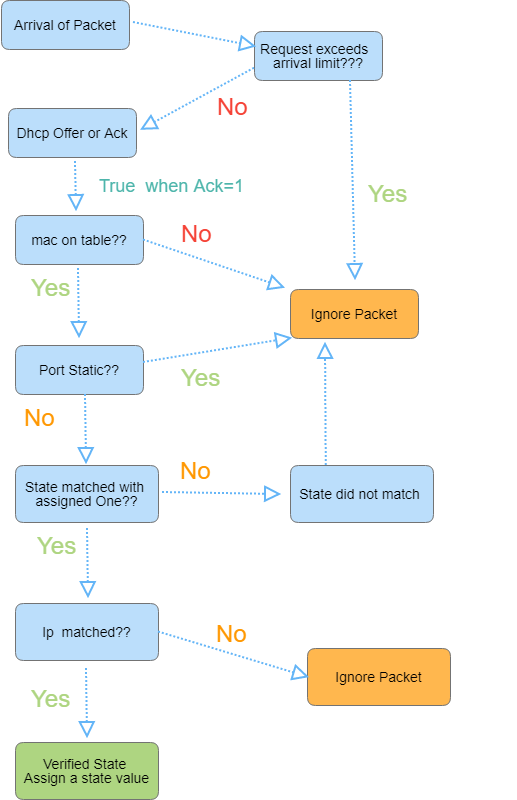 Arrival of Packet
Request exceeds
arrival limit???
No
Dhcp Offer or Ack
True when Ack=1
Yes
mac on table??
No
Yes
Ignore Packet
Port Static??
Yes
No
State matched with
assigned One??
No
State did not match
Yes
Ip matched??
No
Ignore Packet
Yes
Verified State
Assign a state value